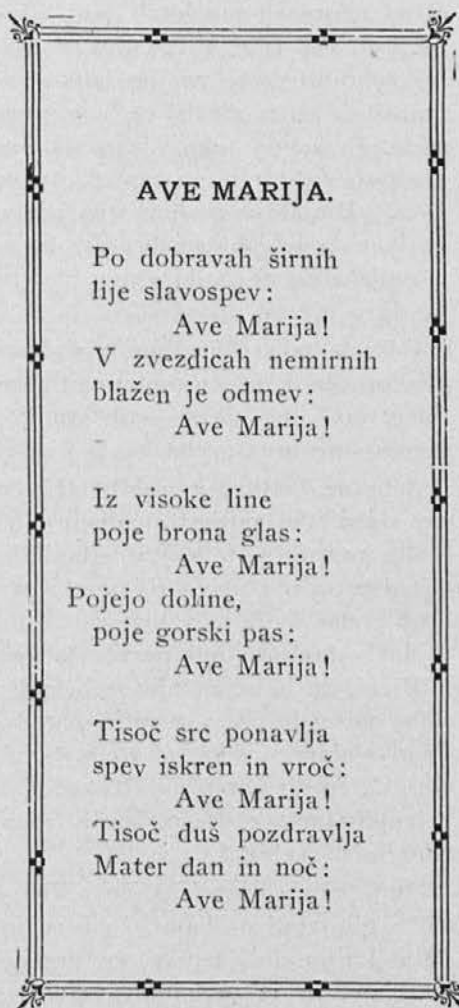 AVE MARIJA.
Po dobravah širnih
lije slavospev:
Ave Marija!
V zvezdicah nemirnih
blažen je odmev:
Ave Marija!
Iz visoke line
poje brona glas:
Ave Marija!
Pojejo doline,
poje gorski pas:
Ave Marija!
Tisoč src ponavlja
spev iskren in vroč:
Ave Marija!
Tisoč duš pozdravlja
Mater dan in noč:
Ave Marija!